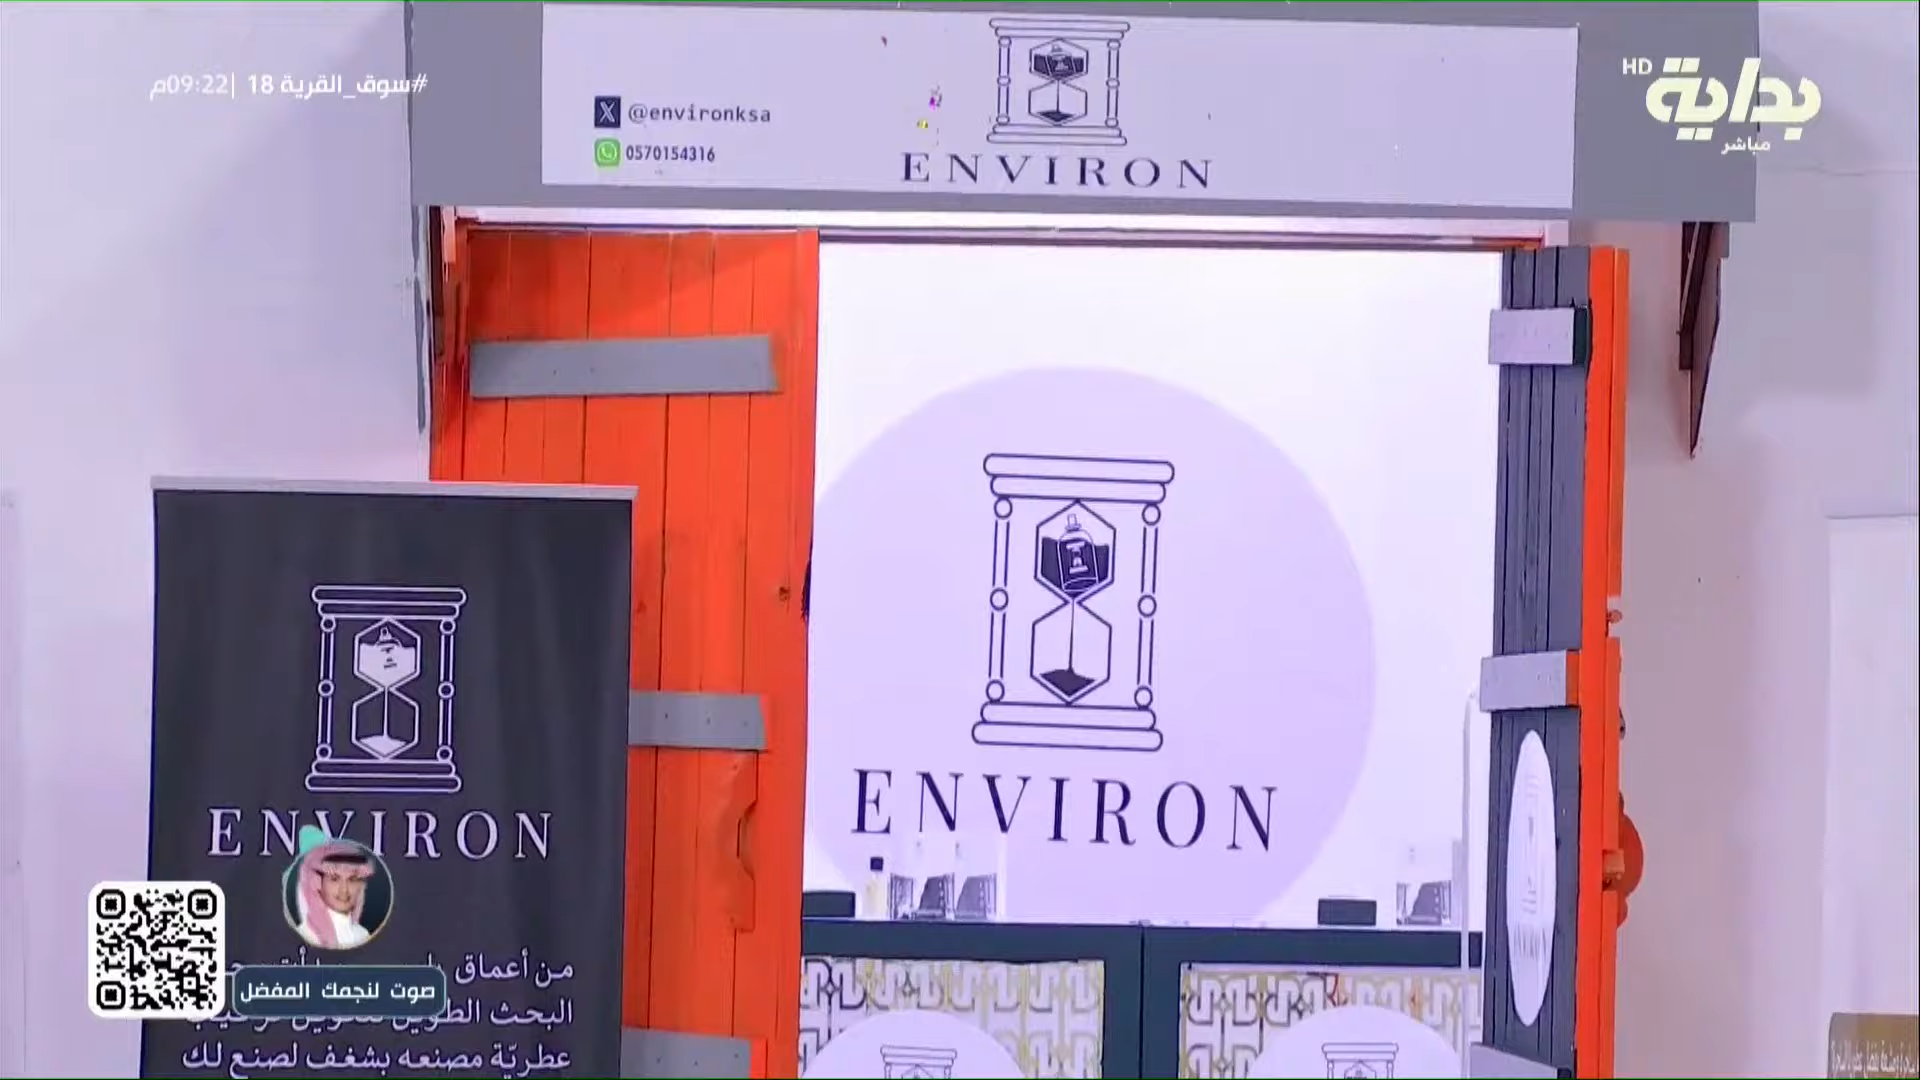 #سوق_القرية 18 |09:22م
HD
بداية
مباشر
@environksa
0570154316
ENVIRON
ENVIRON
ENVIRON
من أعماق
البحث الطويل
عطريّة مصنعه بشغف لصنع لك
صوت لنجمك المفضل